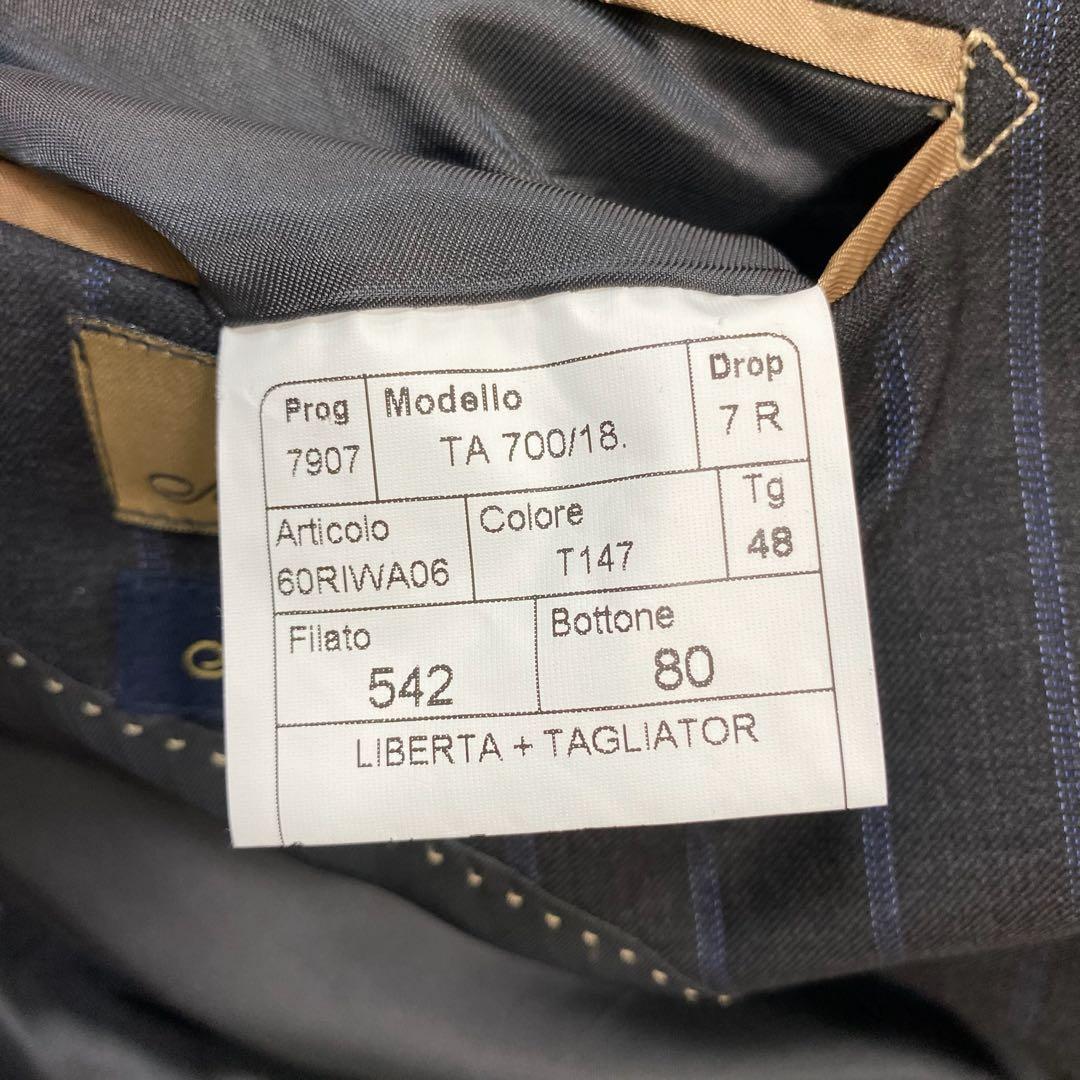 Prog
7907
Modello
TA 700/18.
Drop
7 R
Articolo
60RIWA06
Colore
T147
Tg
48
Filato
542
Bottone
80
LIBERTA + TAGLIATOR